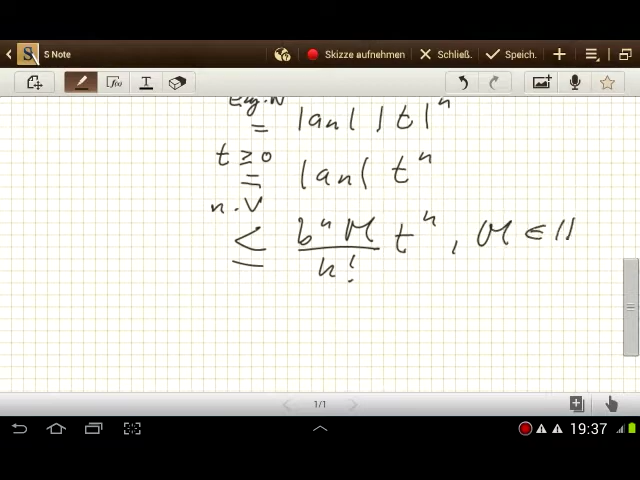 S Note
Skizze aufnehmen Schließ. Speich.
= |an| |t|^n
t ≥ 0
= |an| t^n
n.V
≤ b^n M / n! t^n , M ∈ N
1/1
19:37